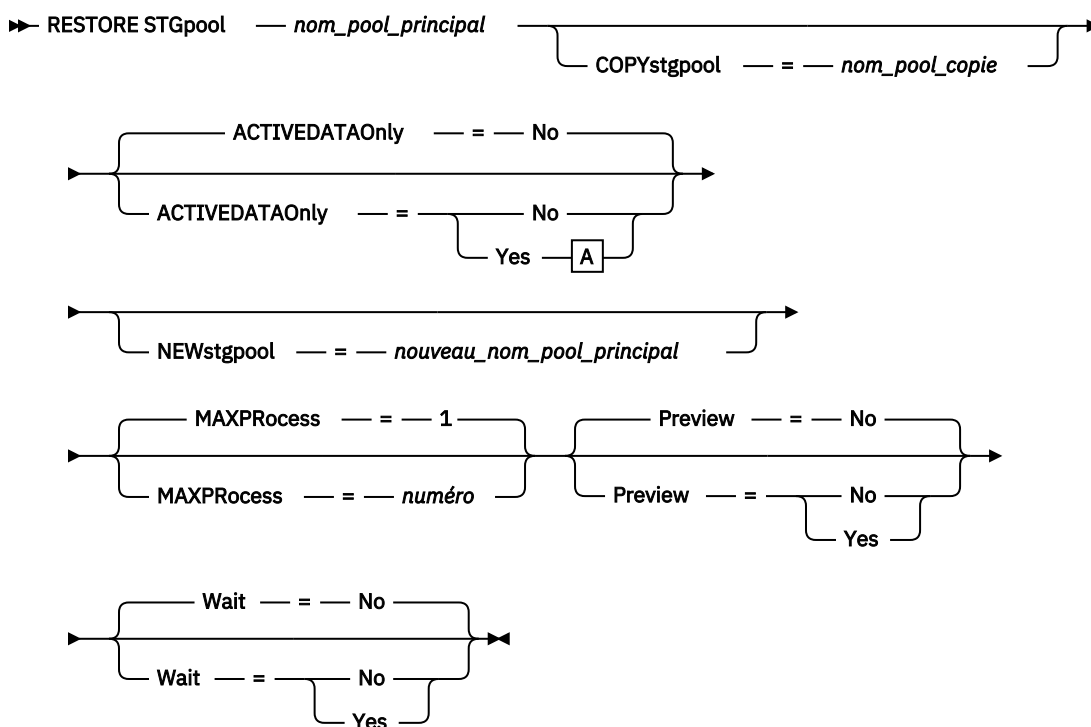 RESTORE STGpool nom_pool_principal
COPYstgpool = nom_pool_copie
ACTIVEDATAOnly = No
ACTIVEDATAOnly = No
Yes A
NEWstgpool = nouveau_nom_pool_principal
MAXPRocess = 1 Preview = No
MAXPRocess = numéro Preview = No
Yes
Wait = No
Wait = No
Yes